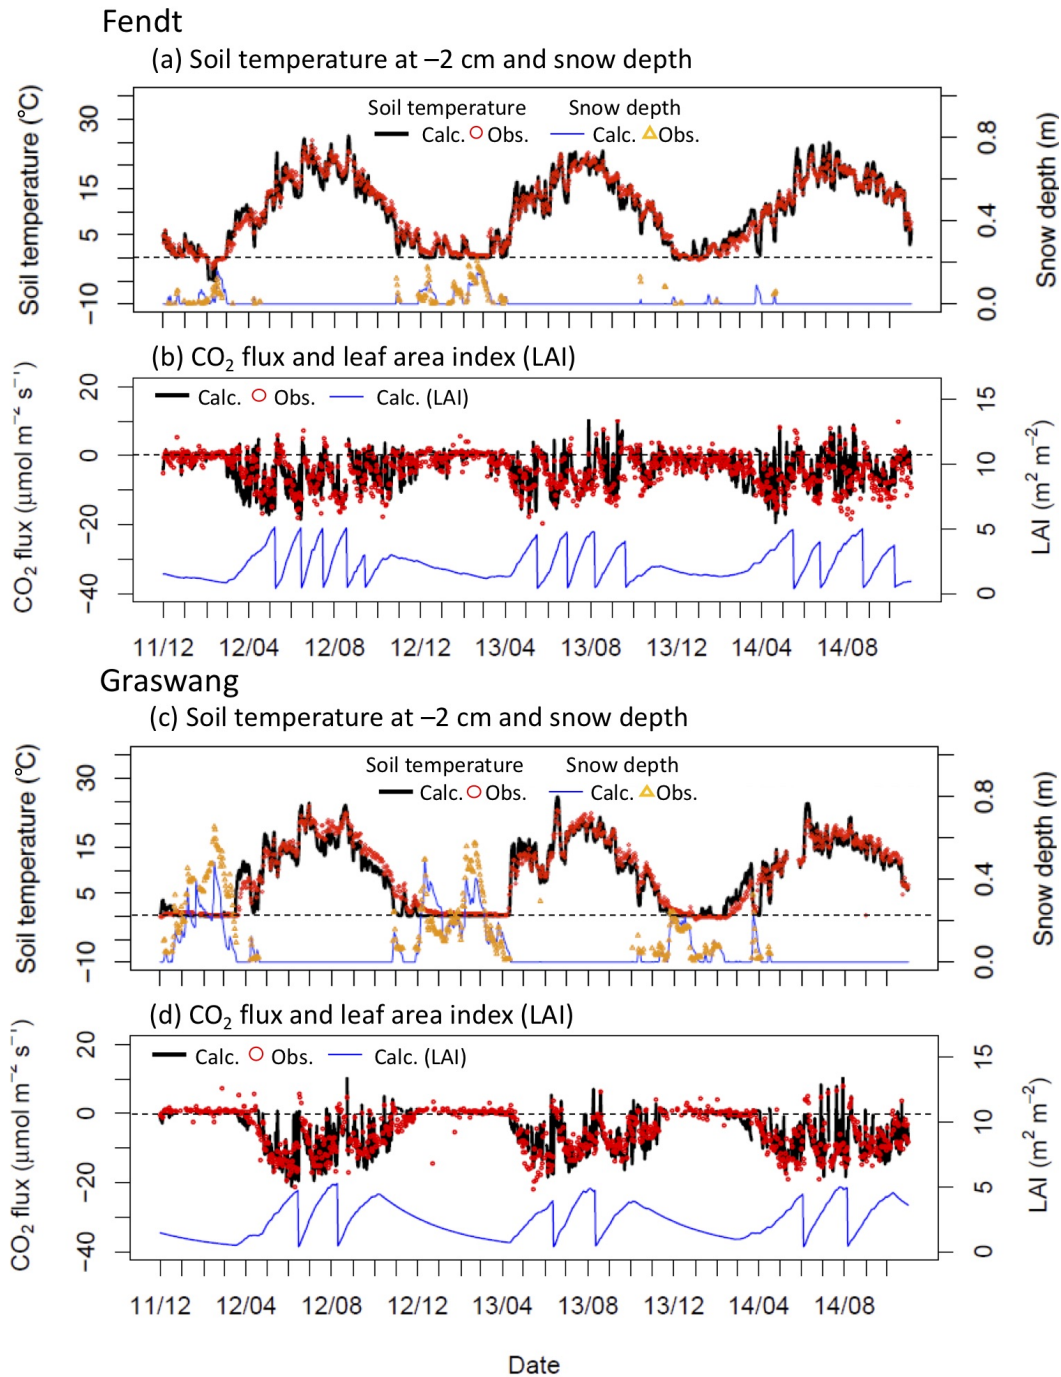 Fendt
(a) Soil temperature at –2 cm and snow depth
Soil temperature (℃)
30
15
5
−10
Soil temperature Snow depth
Calc. Obs. Calc. Obs.
0.8
0.4
0.0
Snow depth (m)
(b) CO₂ flux and leaf area index (LAI)
CO₂ flux (μmol m⁻² s⁻¹)
20
0
−20
−40
Calc. Obs. Calc. (LAI)
15
10
5
0
LAI (m² m⁻²)
11/12 12/04 12/08 12/12 13/04 13/08 13/12 14/04 14/08
Graswang
(c) Soil temperature at –2 cm and snow depth
Soil temperature (℃)
30
15
5
−10
Soil temperature Snow depth
Calc. Obs. Calc. Obs.
0.8
0.4
0.0
Snow depth (m)
(d) CO₂ flux and leaf area index (LAI)
CO₂ flux (μmol m⁻² s⁻¹)
20
0
−20
−40
Calc. Obs. Calc. (LAI)
15
10
5
0
LAI (m² m⁻²)
11/12 12/04 12/08 12/12 13/04 13/08 13/12 14/04 14/08
Date